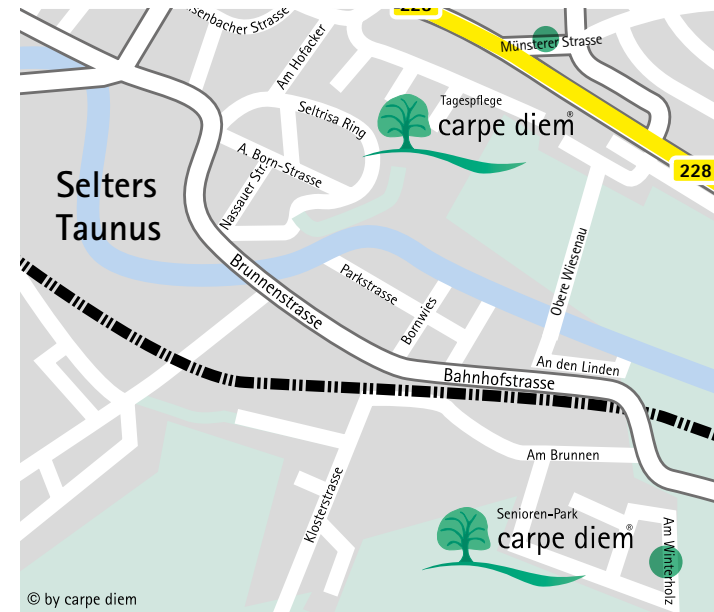 228
Münsterer Strasse
Am Hofacker
Seltrisa Ring
Tagespflege
carpe diem®
A. Born-Strasse
Nassauer Str.
228
Selters
Taunus
Obere Wiesenau
Brunnenstrasse
Parkstrasse
Bornwies
An den Linden
Bahnhofstrasse
Am Brunnen
Klosterstrasse
Senioren-Park
carpe diem®
Am Winterholz
© by carpe diem